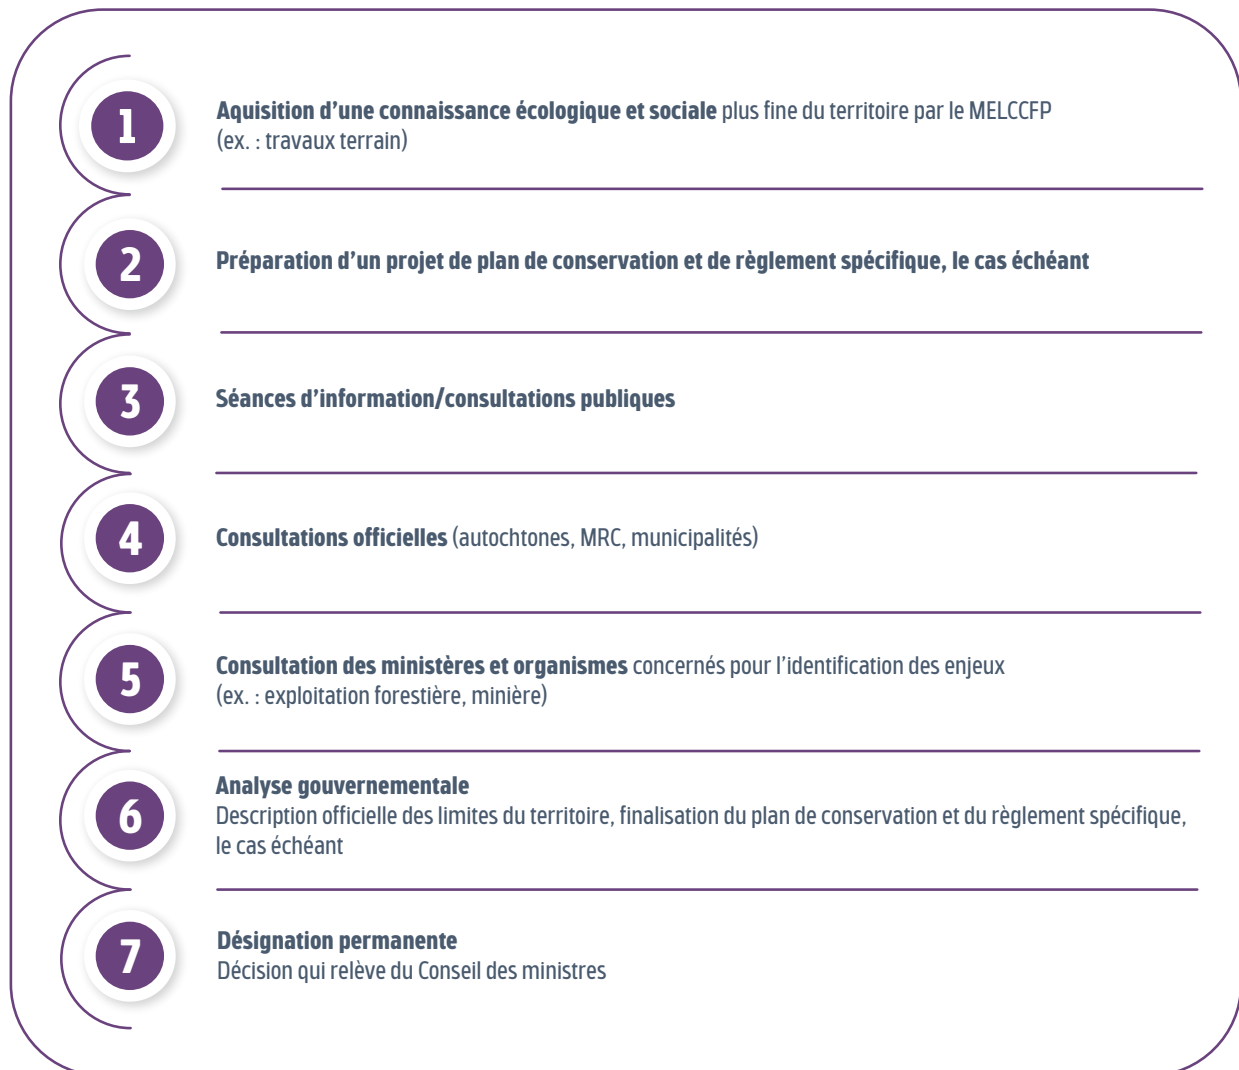 1
Aquisition d’une connaissance écologique et sociale plus fine du territoire par le MELCCFP
(ex. : travaux terrain)
2
Préparation d’un projet de plan de conservation et de règlement spécifique, le cas échéant
3
Séances d’information/consultations publiques
4
Consultations officielles (autochtones, MRC, municipalités)
5
Consultation des ministères et organismes concernés pour l’identification des enjeux
(ex. : exploitation forestière, minière)
6
Analyse gouvernementale
Description officielle des limites du territoire, finalisation du plan de conservation et du règlement spécifique,
le cas échéant
7
Désignation permanente
Décision qui relève du Conseil des ministres